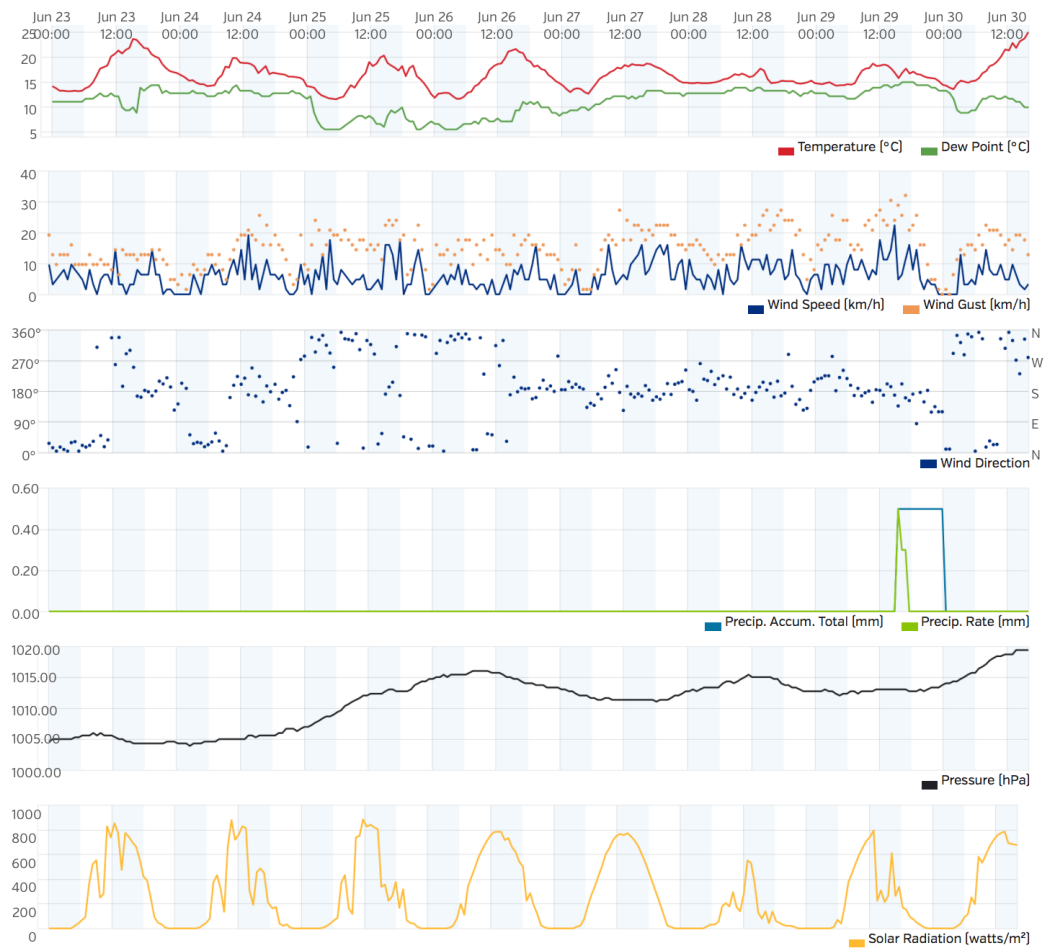 Jun 23 Jun 23 Jun 24 Jun 24 Jun 25 Jun 25 Jun 26 Jun 26 Jun 27 Jun 27 Jun 28 Jun 28 Jun 29 Jun 29 Jun 30 Jun 30
00:00 12:00 00:00 12:00 00:00 12:00 00:00 12:00 00:00 12:00 00:00 12:00 00:00 12:00 00:00 12:00
25
20
15
10
5
Temperature (°C) Dew Point (°C)
40
30
20
10
0
Wind Speed (km/h) Wind Gust (km/h)
360° N
270° W
180° S
90° E
0° N
Wind Direction
0.60
0.40
0.20
0.00
Precip. Accum. Total (mm) Precip. Rate (mm)
1020.00
1015.00
1010.00
1005.00
1000.00
Pressure (hPa)
1000
800
600
400
200
0
Solar Radiation (watts/m²)